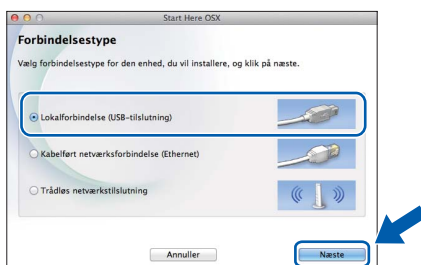 Start Here OSX
Forbindelsestype
Vælg forbindelsestype for den enhed, du vil installere, og klik på næste.
Lokalforbindelse (USB-tilslutning)
Kabelført netværksforbindelse (Ethernet)
Trådløs netværkstilslutning
Annuller
Næste